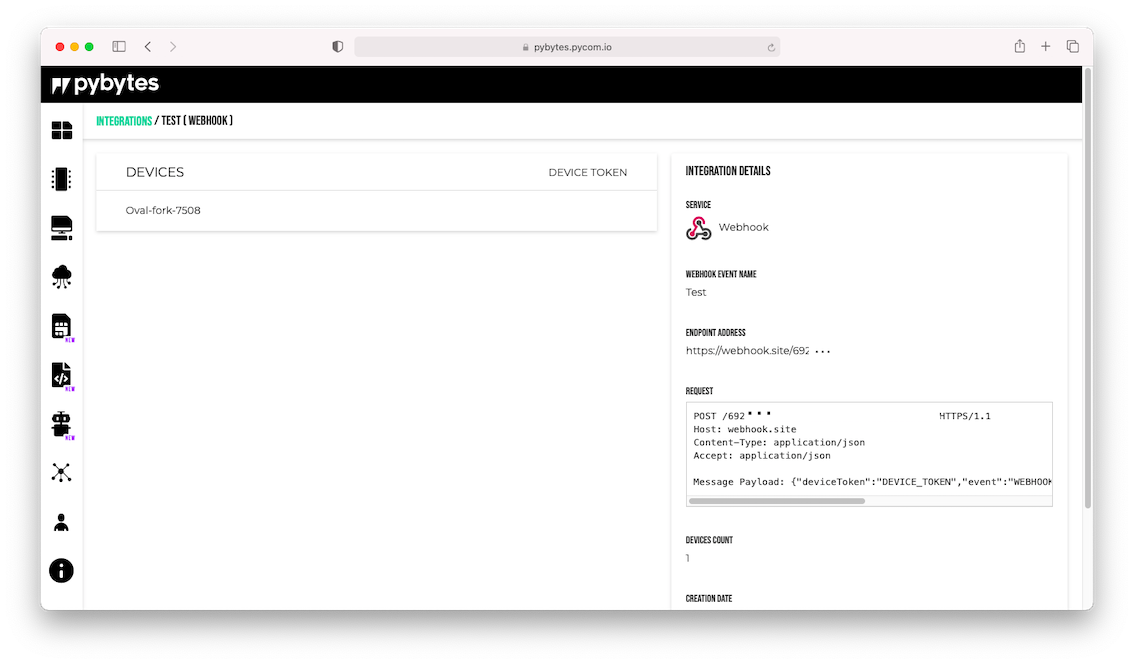 pybytes.pycom.io
pybytes
INTEGRATIONS / TEST ( WEBHOOK )
DEVICES
DEVICE TOKEN
Oval-fork-7508
INTEGRATION DETAILS
SERVICE
Webhook
WEBHOOK EVENT NAME
Test
ENDPOINT ADDRESS
https://webhook.site/692 ...
REQUEST
POST /692 ... HTTPS/1.1
Host: webhook.site
Content-Type: application/json
Accept: application/json
Message Payload: {"deviceToken":"DEVICE_TOKEN","event":"WEBHOOK
DEVICES COUNT
1
CREATION DATE
NEW
NEW
NEW